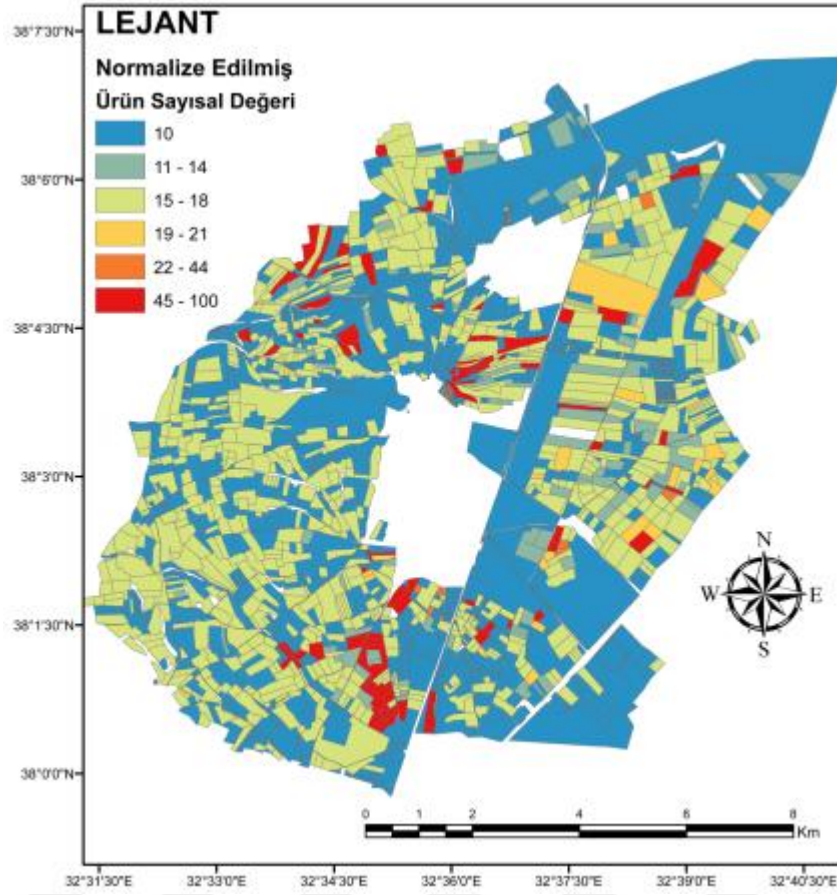 LEJANT
Normalize Edilmiş
Ürün Sayısal Değeri
10
11 - 14
15 - 18
19 - 21
22 - 44
45 - 100
38°7'30"N
38°6'0"N
38°4'30"N
38°3'0"N
38°1'30"N
38°0'0"N
N
W E
S
0 1 2 4 6 8
Km
32°31'30"E 32°33'0"E 32°34'30"E 32°36'0"E 32°37'30"E 32°39'0"E 32°40'30"E